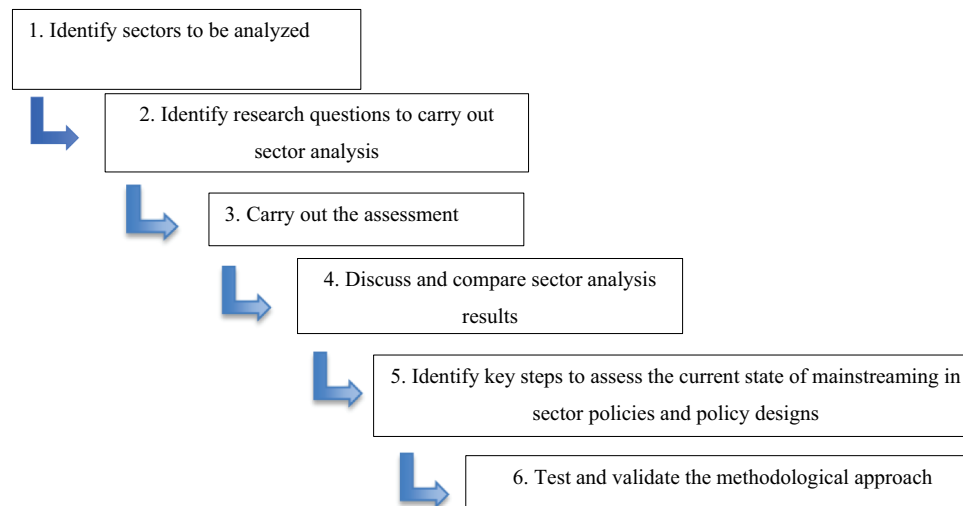 1. Identify sectors to be analyzed
2. Identify research questions to carry out
sector analysis
3. Carry out the assessment
4. Discuss and compare sector analysis
results
5. Identify key steps to assess the current state of mainstreaming in
sector policies and policy designs
6. Test and validate the methodological approach